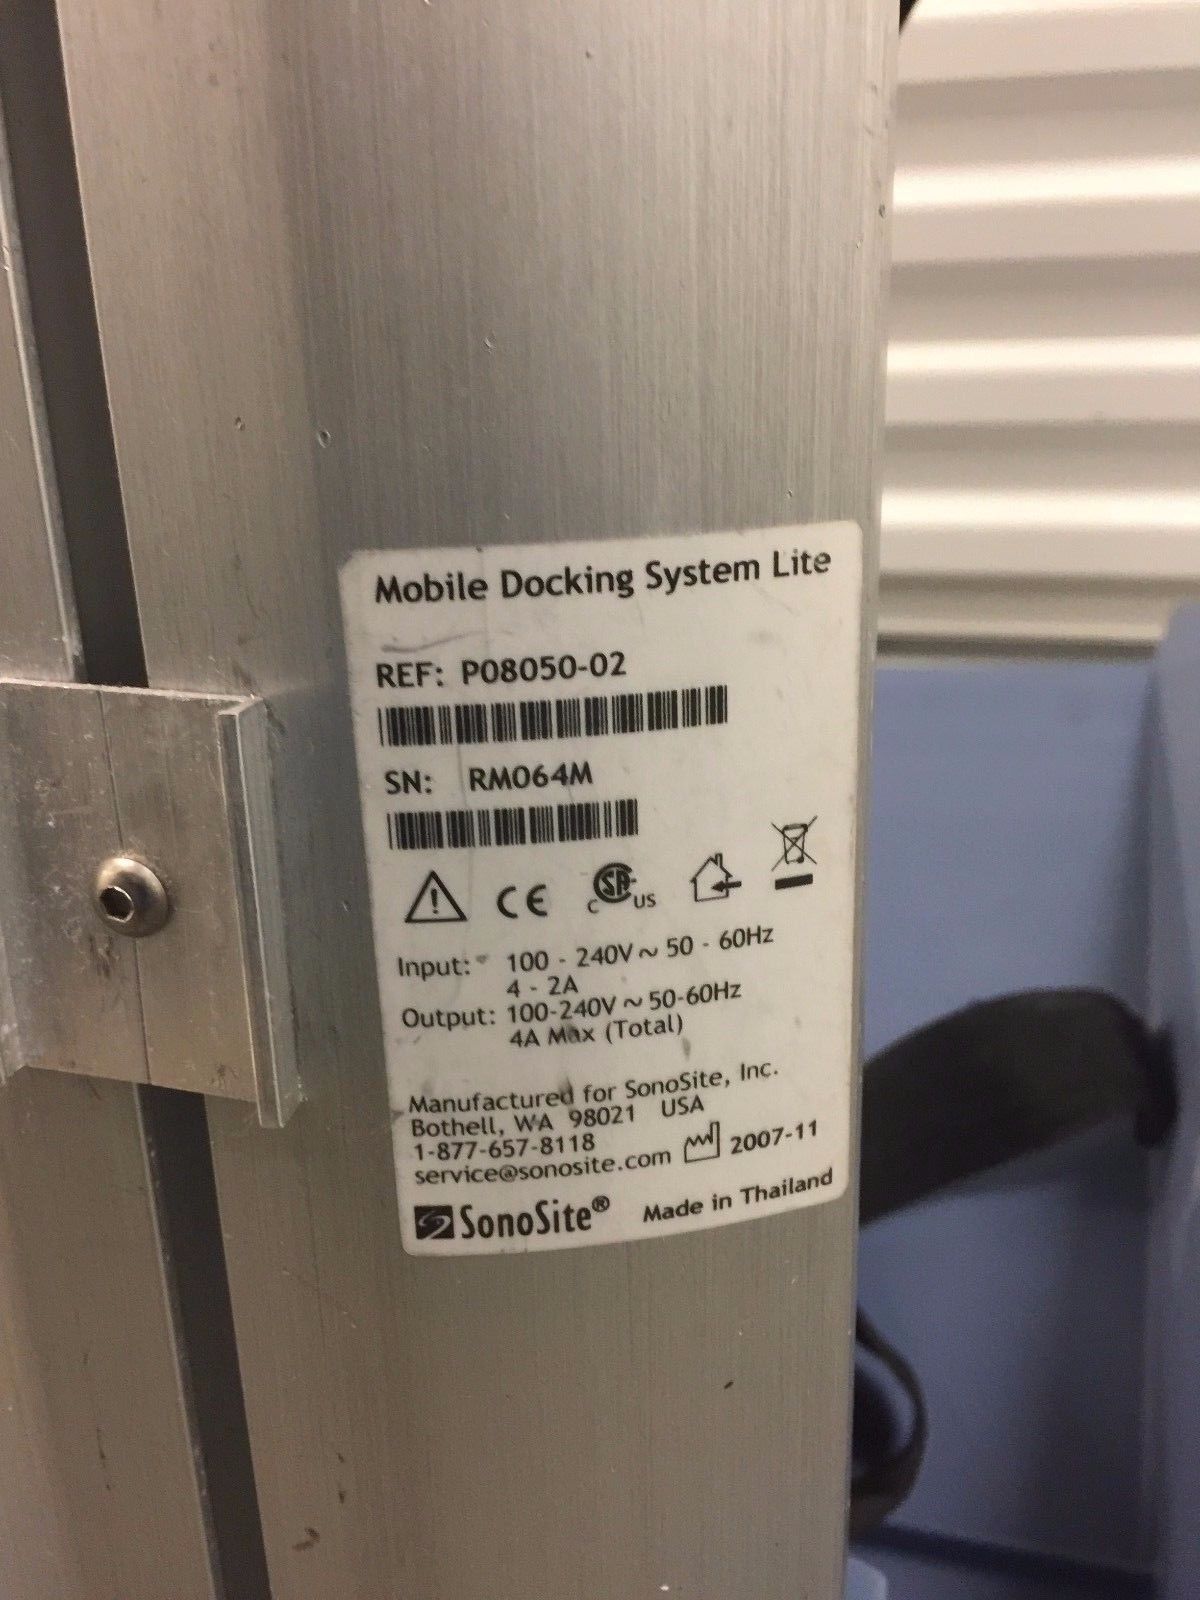 Mobile Docking System Lite
REF: P08050-02
SN: RM064M
CE
C SA US
Input: 100 - 240V ~ 50 - 60Hz
4 - 2A
Output: 100-240V ~ 50-60Hz
4A Max (Total)
Manufactured for SonoSite, Inc.
Bothell, WA 98021 USA
1-877-657-8118
service@sonosite.com 2007-11
SonoSite® Made in Thailand